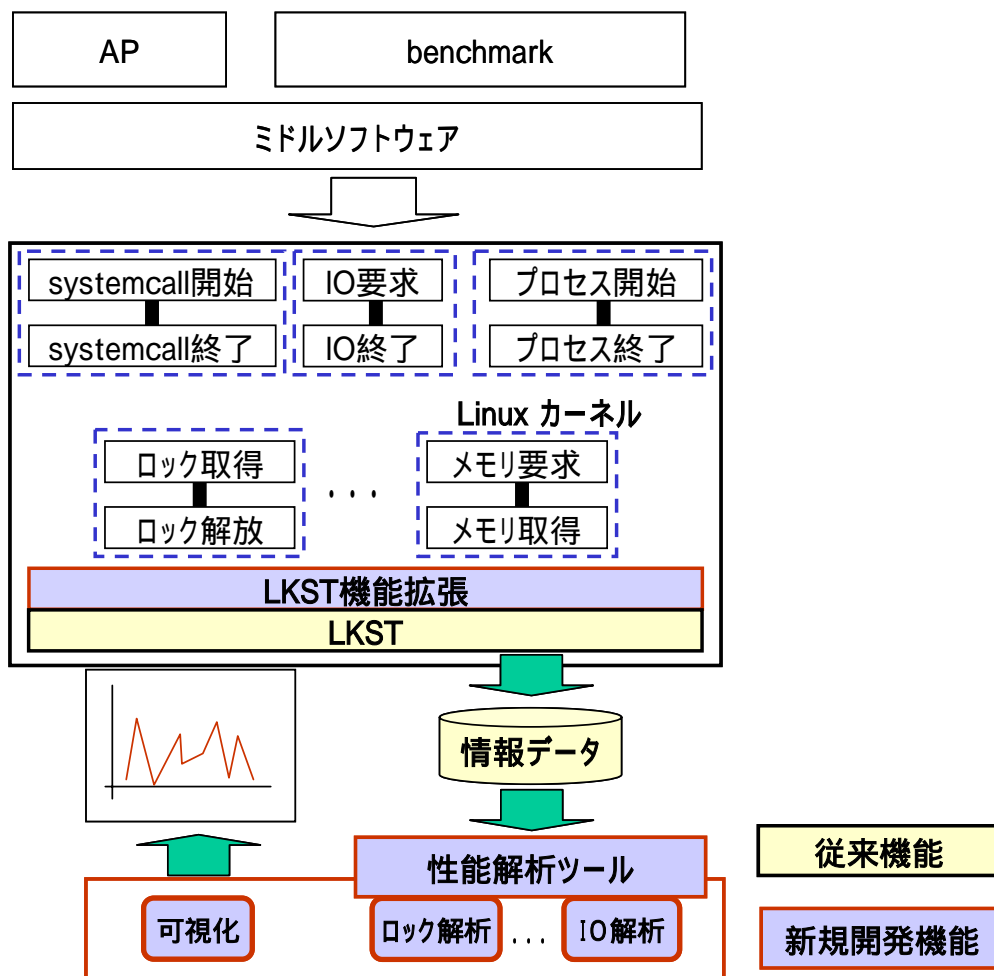 AP
benchmark
ミドルソフトウェア
systemcall開始
IO要求
プロセス開始
systemcall終了
IO終了
プロセス終了
Linux カーネル
ロック取得
メモリ要求
. . .
ロック解放
メモリ取得
LKST機能拡張
LKST
情報データ
性能解析ツール
従来機能
可視化
ロック解析
. . .
IO解析
新規開発機能